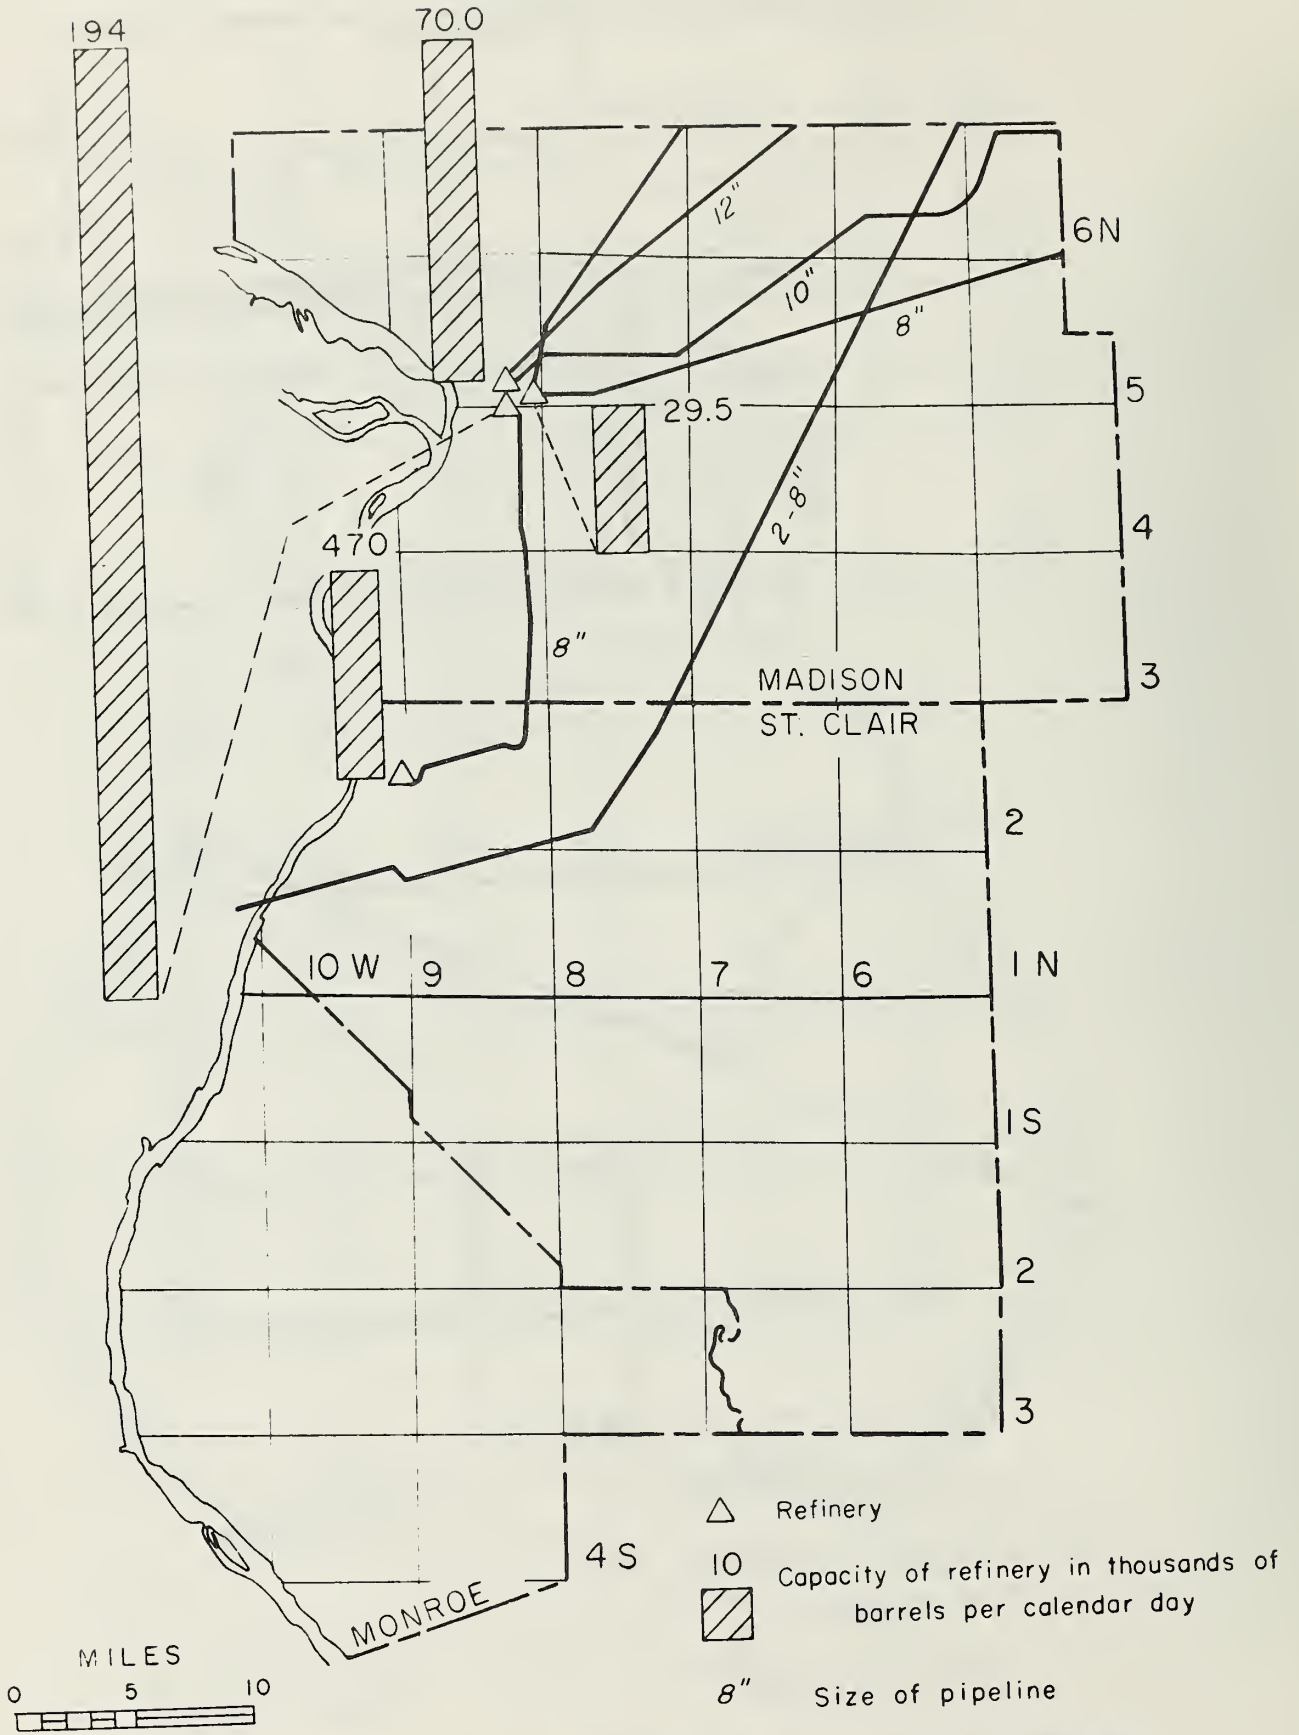 194
70.0
12"
6 N
10"
8"
5
29.5
2-8"
4
470
8"
MADISON
3
ST. CLAIR
2
10 W
9
8
7
6
1 N
1 S
2
3
Refinery
4 S
10
Capacity of refinery in thousands of
barrels per calendar day
MONROE
MILES
8"
Size of pipeline
0
5
10